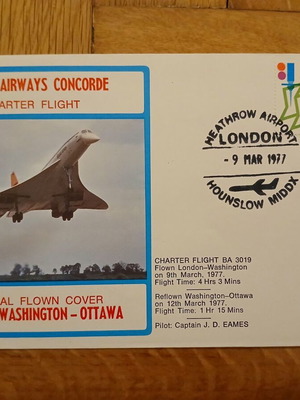 AIRWAYS CONCORDE
ARTER FLIGHT
AL FLOWN COVER
WASHINGTON – OTTAWA
HEATHROW AIRPORT
LONDON
- 9 MAR 1977
HOUNSLOW MIDDX
CHARTER FLIGHT BA 3019
Flown London–Washington
on 9th March, 1977.
Flight Time: 4 Hrs 3 Mins
Reflown Washington–Ottawa
on 12th March 1977.
Flight Time: 1 Hr 15 Mins
Pilot: Captain J. D. EAMES